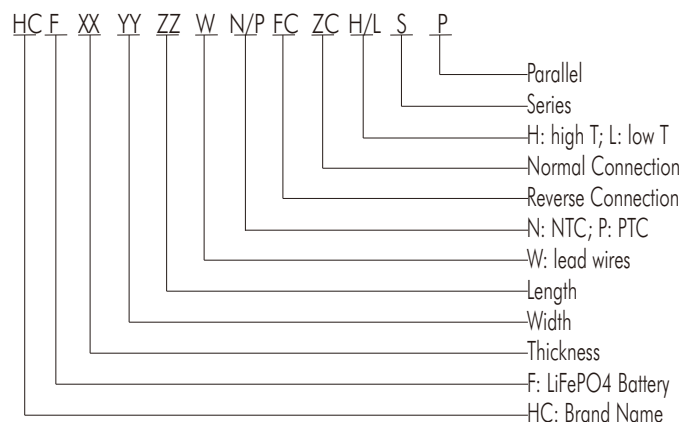 HC F XX YY ZZ W N/P FC ZC H/L S P
Parallel
Series
H: high T; L: low T
Normal Connection
Reverse Connection
N: NTC; P: PTC
W: lead wires
Length
Width
Thickness
F: LiFePO4 Battery
HC: Brand Name